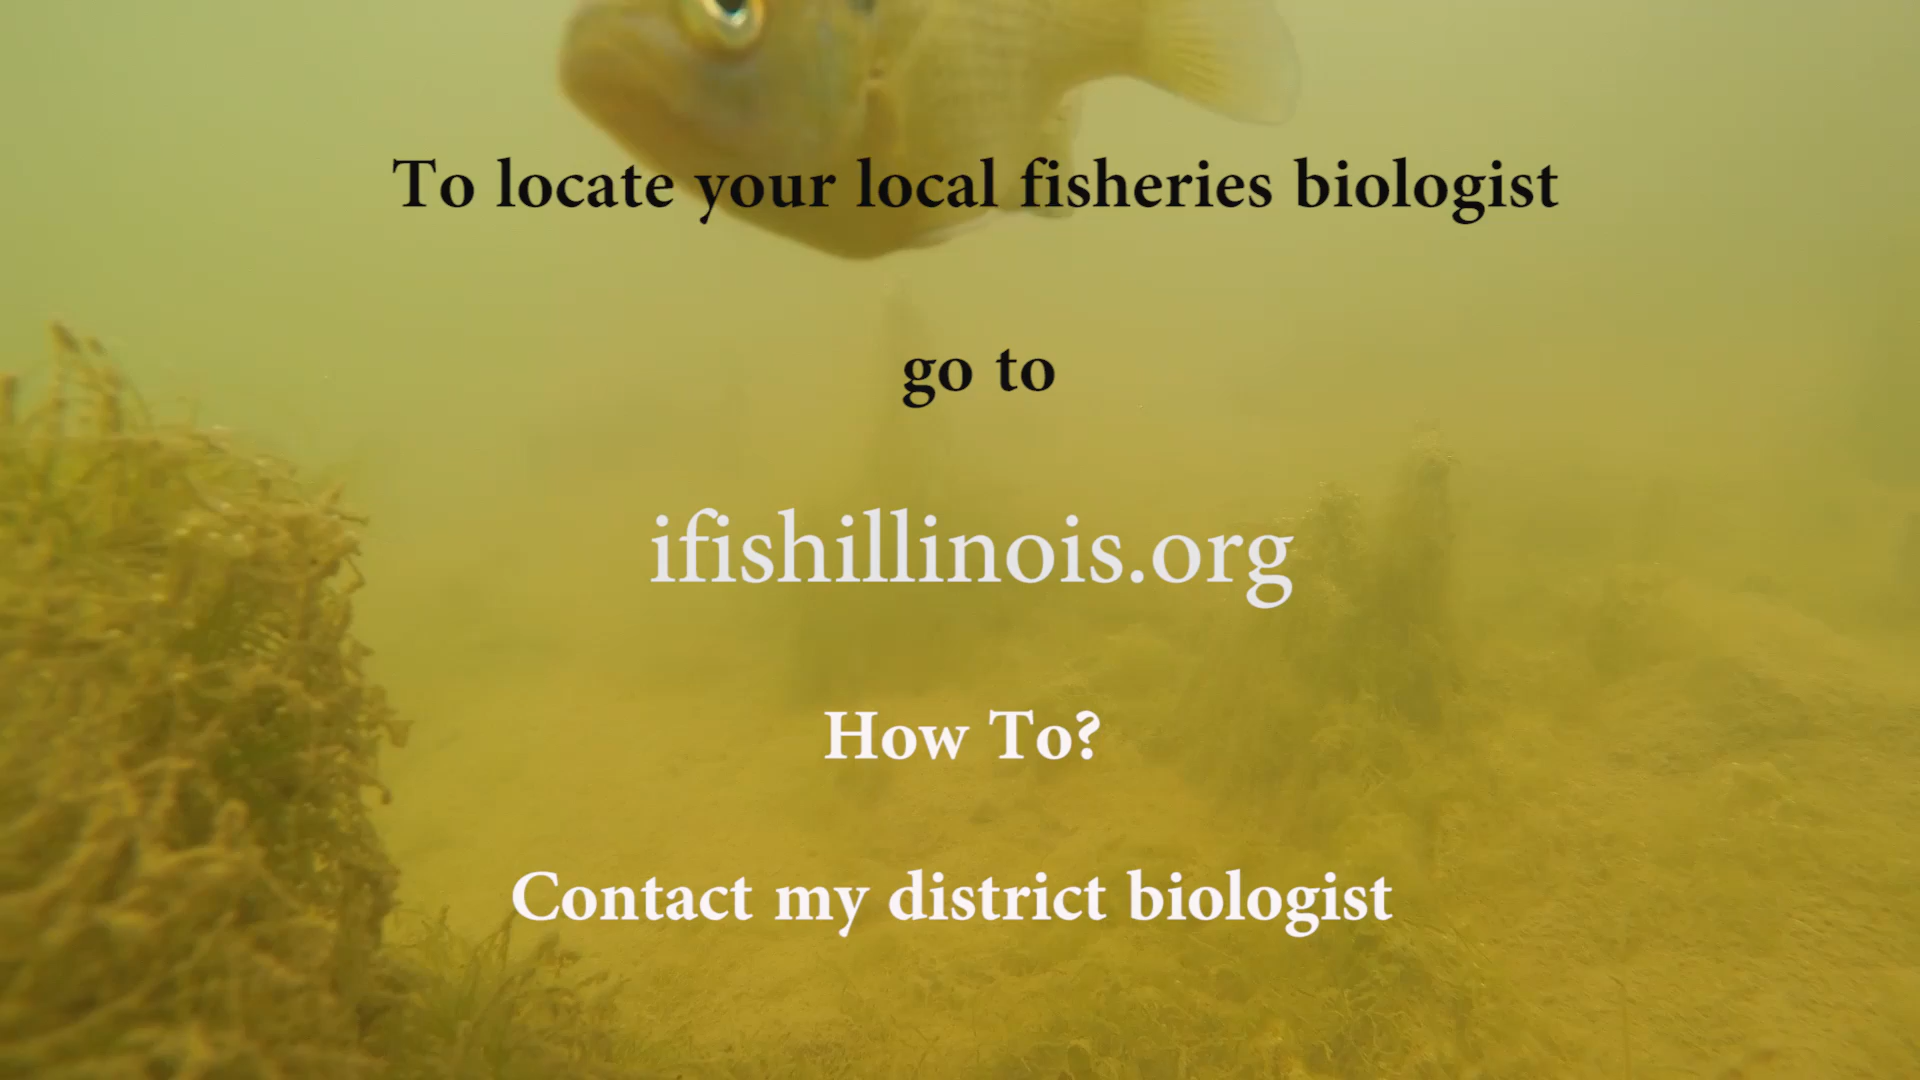 To locate your local fisheries biologist
go to
ifishillinois.org
How To?
Contact my district biologist